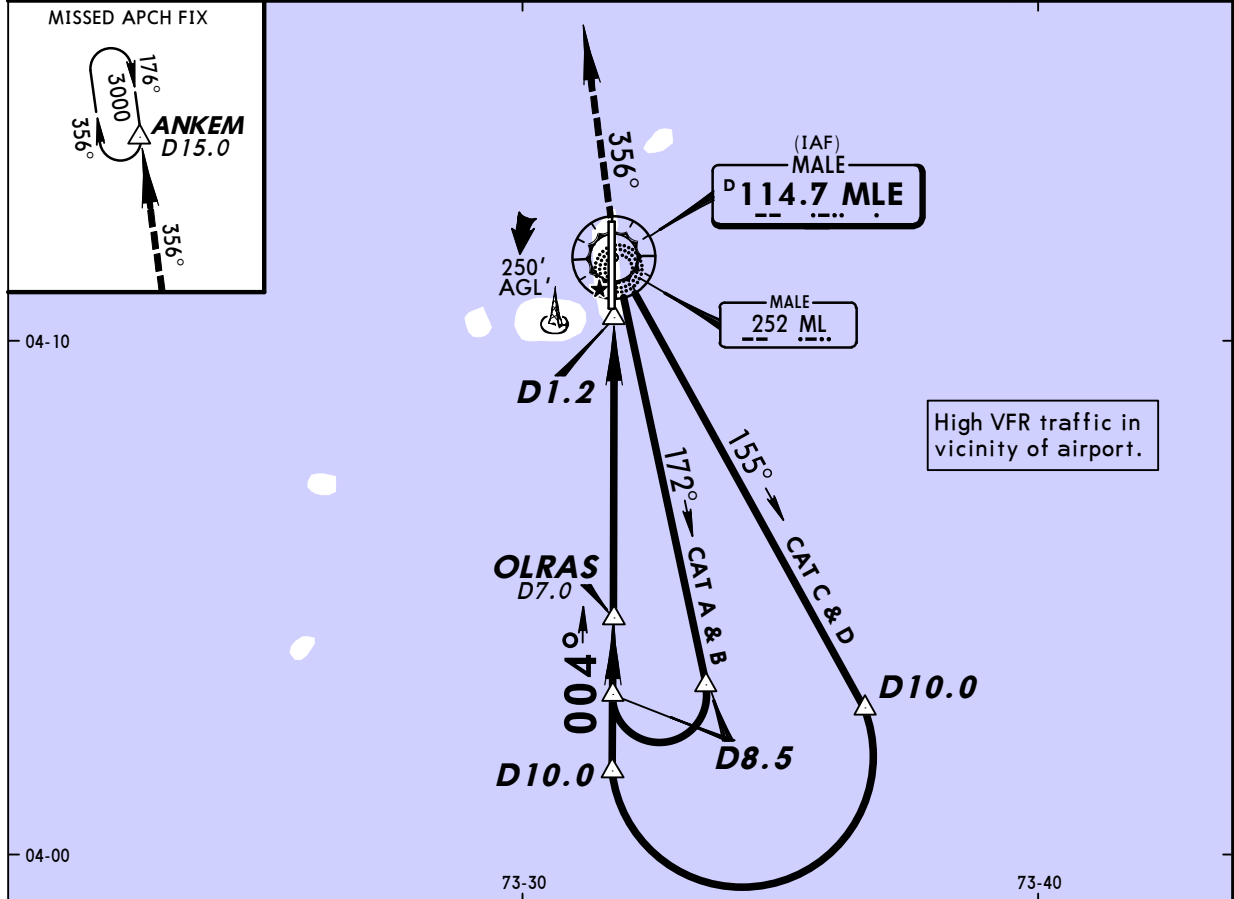 MISSED APCH FIX
176°
3000
356°
ANKEM
D15.0
356°
356°
(IAF)
MALE
D 114.7 MLE
250'
AGL'
MALE
252 ML
04-10
D1.2
High VFR traffic in
vicinity of airport.
172°
CAT A & B
155°
CAT C & D
OLRAS
D7.0
004°
D10.0
D8.5
D10.0
04-00
73-30
73-40